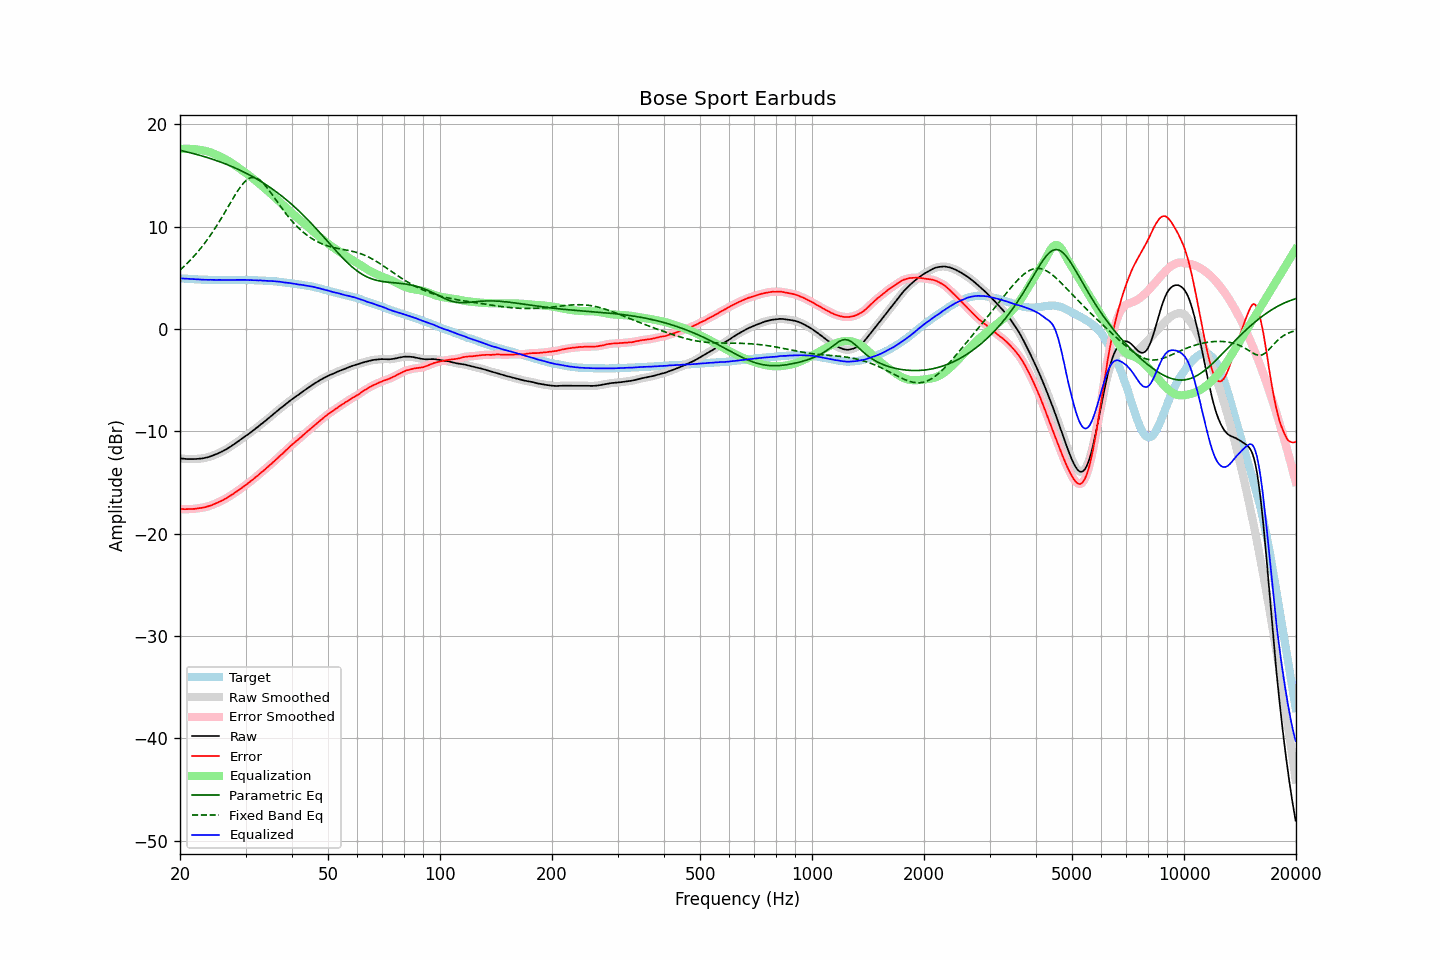 Bose Sport Earbuds
Amplitude (dBr)
20
10
0
−10
−20
−30
−40
−50
Target
Raw Smoothed
Error Smoothed
Raw
Error
Equalization
Parametric Eq
Fixed Band Eq
Equalized
20 50 100 200 500 1000 2000 5000 10000 20000
Frequency (Hz)